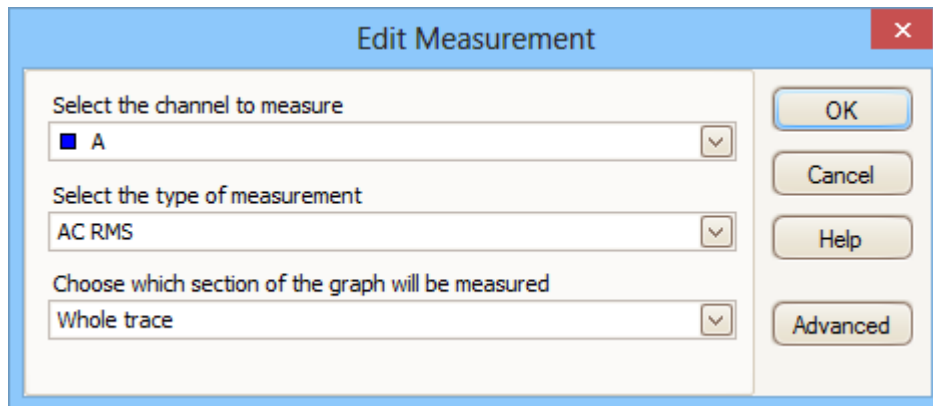 Edit Measurement
Select the channel to measure
A
Select the type of measurement
AC RMS
Choose which section of the graph will be measured
Whole trace
OK
Cancel
Help
Advanced